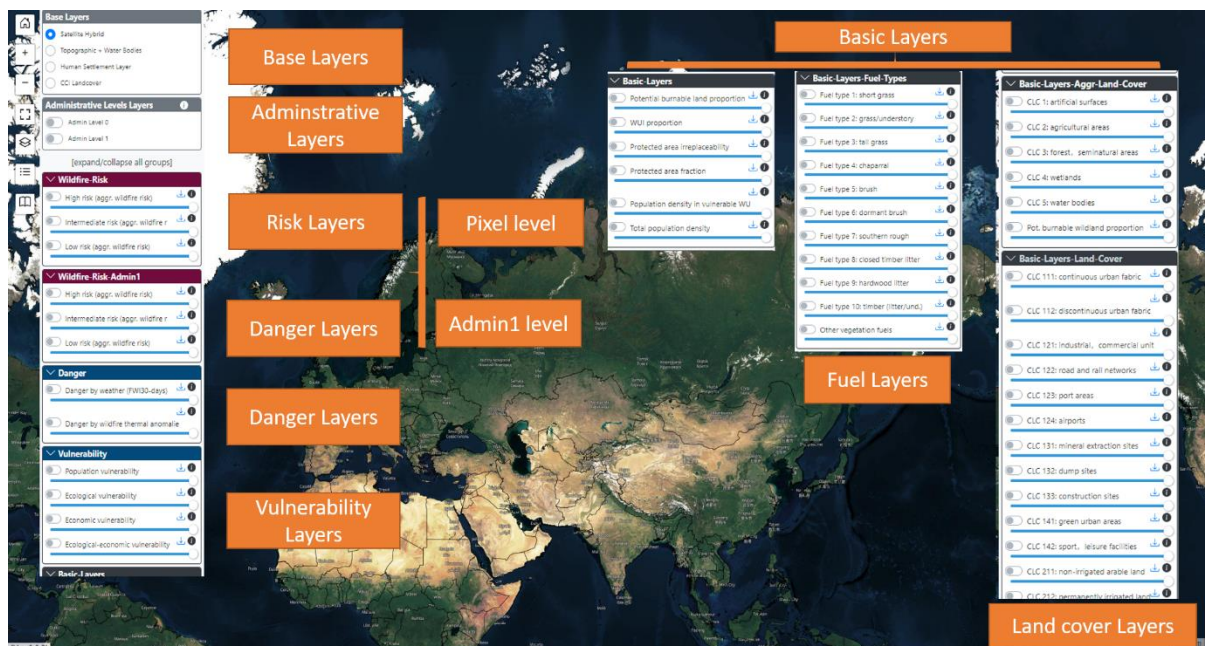 Base Layers
Satellite Hybrid
Topographic + Water Bodies
Human Settlement Layer
CCI Landcover
Administrative Levels Layers
Admin Level 0
Admin Level 1
[expand/collapse all groups]
Wildfire-Risk
High risk (aggr. wildfire risk)
Intermediate risk (aggr. wildfire r
Low risk (aggr. wildfire risk)
Wildfire-Risk-Admin1
High risk (aggr. wildfire risk)
Intermediate risk (aggr. wildfire r
Low risk (aggr. wildfire risk)
Danger
Danger by weather (FWI30-days)
Danger by wildfire thermal anomalie
Vulnerability
Population vulnerability
Ecological vulnerability
Economic vulnerability
Ecological-economic vulnerability
Basic-Layers
Base Layers
Adminstrative
Layers
Risk Layers
Pixel level
Danger Layers
Admin1 level
Danger Layers
Vulnerability
Layers
Basic Layers
Basic-Layers
Potential burnable land proportion
WUI proportion
Protected area irreplaceability
Protected area fraction
Population density in vulnerable WU
Total population density
Basic-Layers-Fuel-Types
Fuel type 1: short grass
Fuel type 2: grass/understory
Fuel type 3: tall grass
Fuel type 4: chaparral
Fuel type 5: brush
Fuel type 6: dormant brush
Fuel type 7: southern rough
Fuel type 8: closed timber litter
Fuel type 9: hardwood litter
Fuel type 10: timber (litter/und.)
Other vegetation fuels
Fuel Layers
Basic-Layers-Aggr-Land-Cover
CLC 1: artificial surfaces
CLC 2: agricultural areas
CLC 3: forest, seminatural areas
CLC 4: wetlands
CLC 5: water bodies
Pot. burnable wildland proportion
Basic-Layers-Land-Cover
CLC 111: continuous urban fabric
CLC 112: discontinuous urban fabric
CLC 121: industrial, commercial unit
CLC 122: road and rail networks
CLC 123: port areas
CLC 124: airports
CLC 131: mineral extraction sites
CLC 132: dump sites
CLC 133: construction sites
CLC 141: green urban areas
CLC 142: sport, leisure facilities
CLC 211: non-irrigated arable land
CLC 212: permanently irrigated land
Land cover Layers